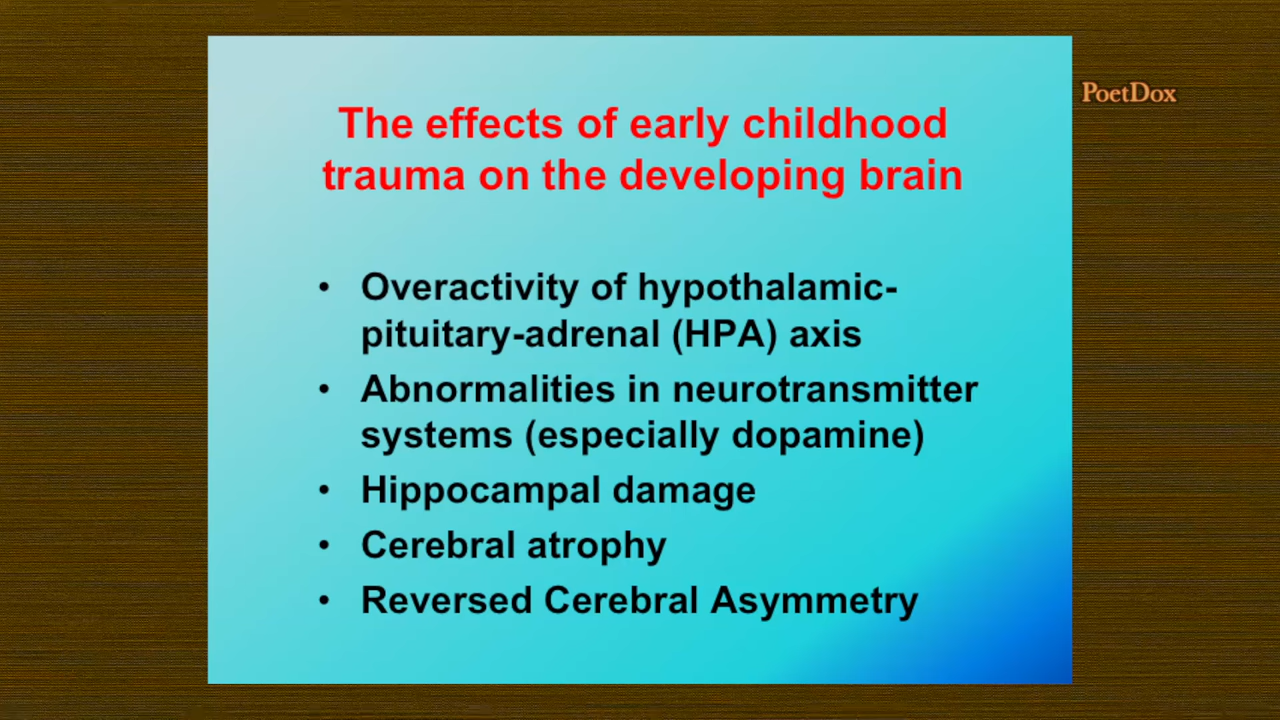 The effects of early childhood
trauma on the developing brain
PoetDox
• Overactivity of hypothalamic-
pituitary-adrenal (HPA) axis
• Abnormalities in neurotransmitter
systems (especially dopamine)
• Hippocampal damage
• Cerebral atrophy
• Reversed Cerebral Asymmetry